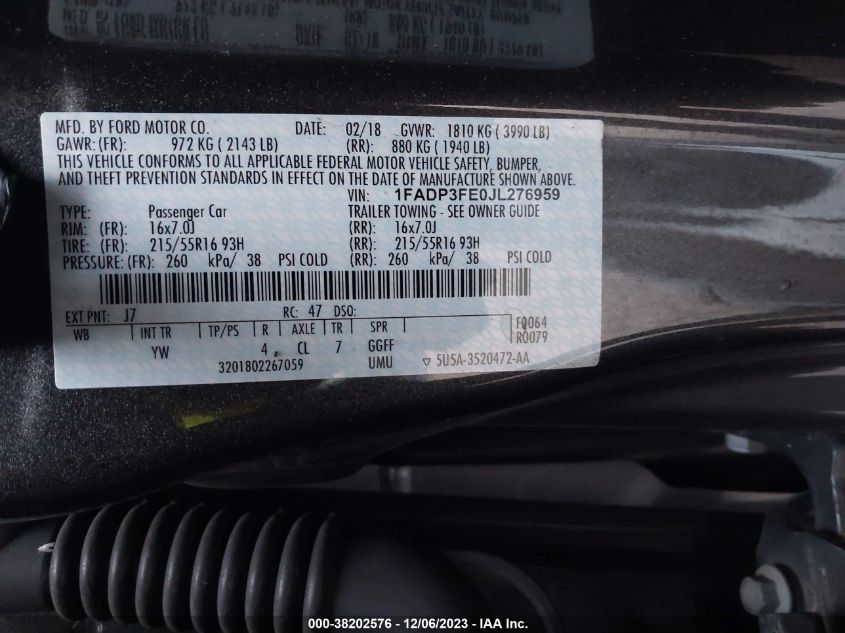 MFD. BY FORD MOTOR CO. DATE: 02/18 GVWR: 1810 KG ( 3990 LB)
GAWR: (FR): 972 KG ( 2143 LB) (RR): 880 KG ( 1940 LB)
THIS VEHICLE CONFORMS TO ALL APPLICABLE FEDERAL MOTOR VEHICLE SAFETY, BUMPER,
AND THEFT PREVENTION STANDARDS IN EFFECT ON THE DATE OF MANUFACTURE SHOWN ABOVE.
VIN: 1FADP3FE0JL276959
TYPE: Passenger Car TRAILER TOWING - SEE OWNER GUIDE
RIM: (FR): 16x7.0J (RR): 16x7.0J
TIRE: (FR): 215/55R16 93H (RR): 215/55R16 93H
PRESSURE: (FR): 260 kPa/ 38 PSI COLD (RR): 260 kPa/ 38 PSI COLD
EXT PNT: J7 RC: 47 DSO:
WB INT TR TP/PS R AXLE TR SPR F0064
R0079
YW 4 CL 7 GGFF
3201802267059 UMU ▽ 5U5A-3520472-AA
000-38202576 - 12/06/2023 - IAA Inc.